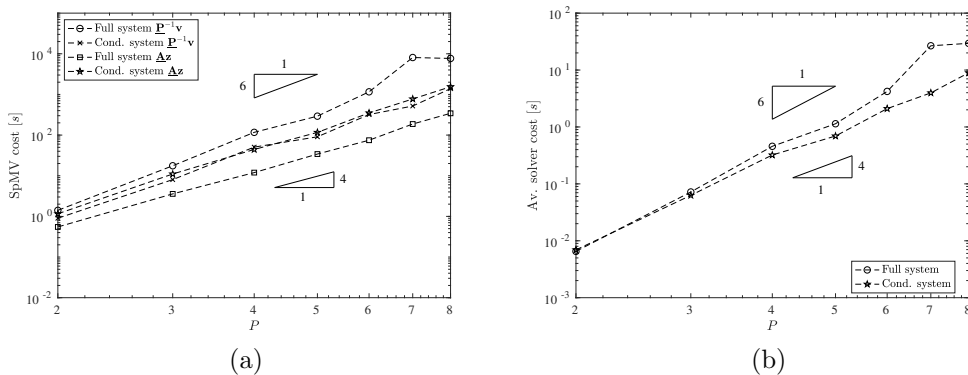 10^4
10^2
10^0
10^-2
SpMV cost [s]
Full system P^-1v
Cond. system P^-1v
Full system Az
Cond. system Az
1
6
4
1
2
3
4
5
6
7
8
P
(a)
10^2
10^1
10^0
10^-1
10^-2
10^-3
Av. solver cost [s]
1
6
4
1
Full system
Cond. system
2
3
4
5
6
7
8
P
(b)